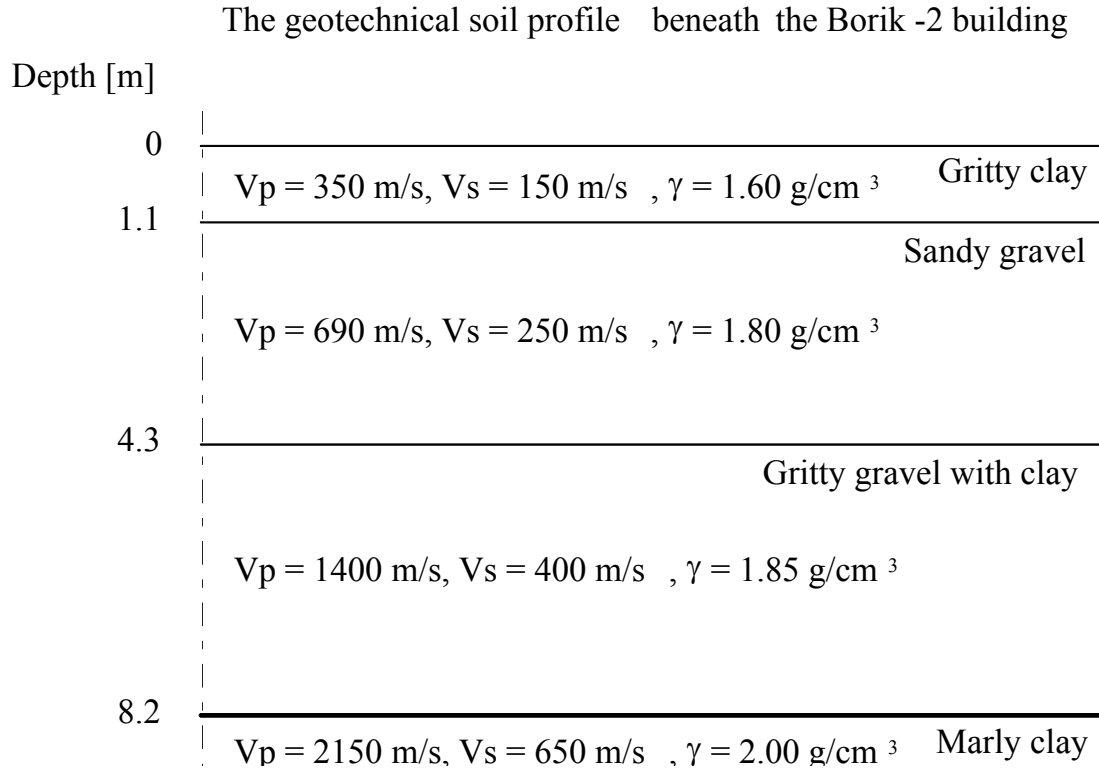 The geotechnical soil profile beneath the Borik -2 building
Depth [m]
0
Gritty clay
Vp = 350 m/s, Vs = 150 m/s , γ = 1.60 g/cm ³
1.1
Sandy gravel
Vp = 690 m/s, Vs = 250 m/s , γ = 1.80 g/cm ³
4.3
Gritty gravel with clay
Vp = 1400 m/s, Vs = 400 m/s , γ = 1.85 g/cm ³
8.2
Vp = 2150 m/s, Vs = 650 m/s , γ = 2.00 g/cm ³ Marly clay